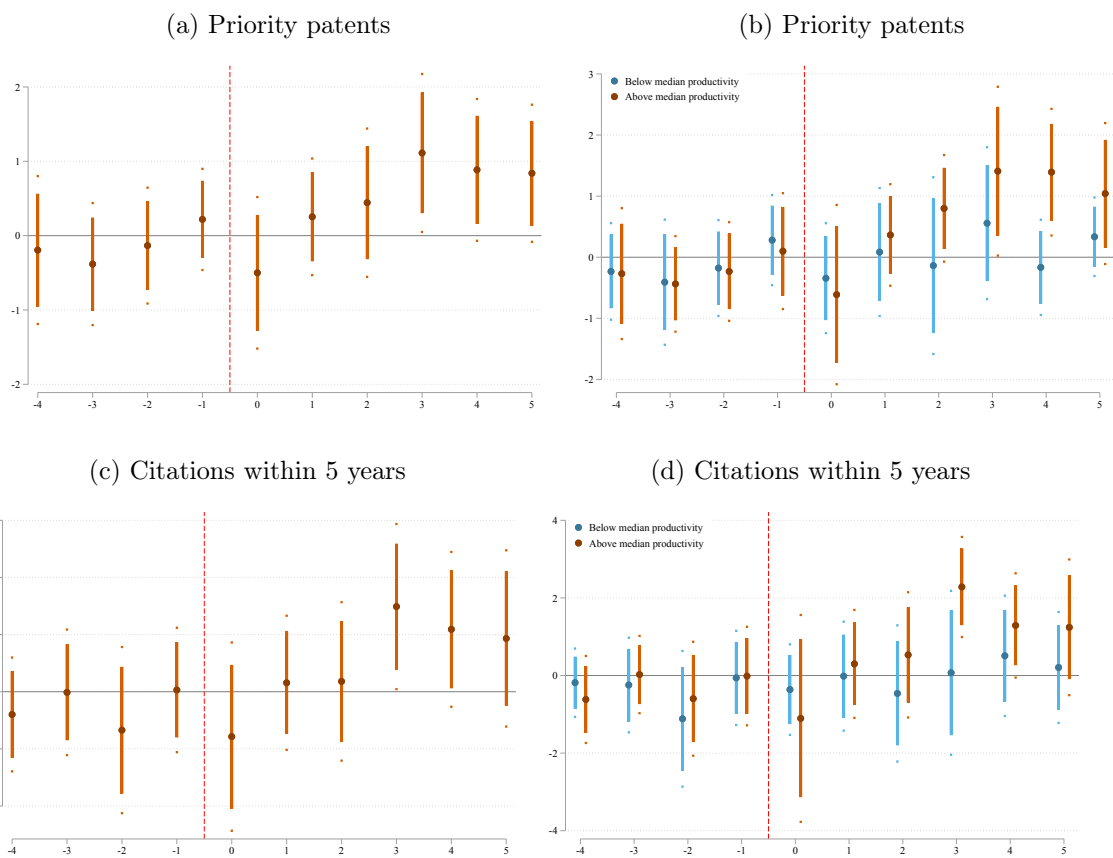 (a) Priority patents
2
1
0
-1
-2
-4 -3 -2 -1 0 1 2 3 4 5
(b) Priority patents
3
2
1
0
-1
-2
Below median productivity
Above median productivity
-4 -3 -2 -1 0 1 2 3 4 5
(c) Citations within 5 years
-4 -3 -2 -1 0 1 2 3 4 5
(d) Citations within 5 years
4
2
0
-2
-4
Below median productivity
Above median productivity
-4 -3 -2 -1 0 1 2 3 4 5